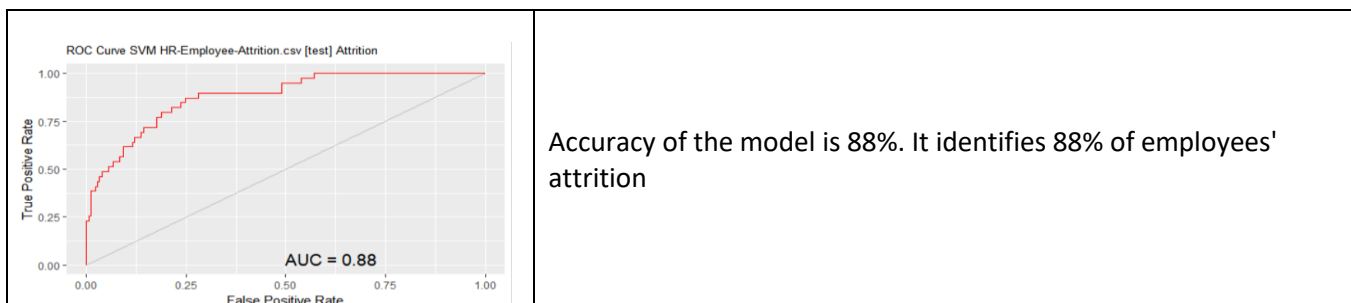 ROC Curve SVM HR-Employee-Attrition.csv [test] Attrition
1.00
0.75
0.50
0.25
0.00
True Positive Rate
AUC = 0.88
0.00 0.25 0.50 0.75 1.00
False Positive Rate
Accuracy of the model is 88%. It identifies 88% of employees'
attrition